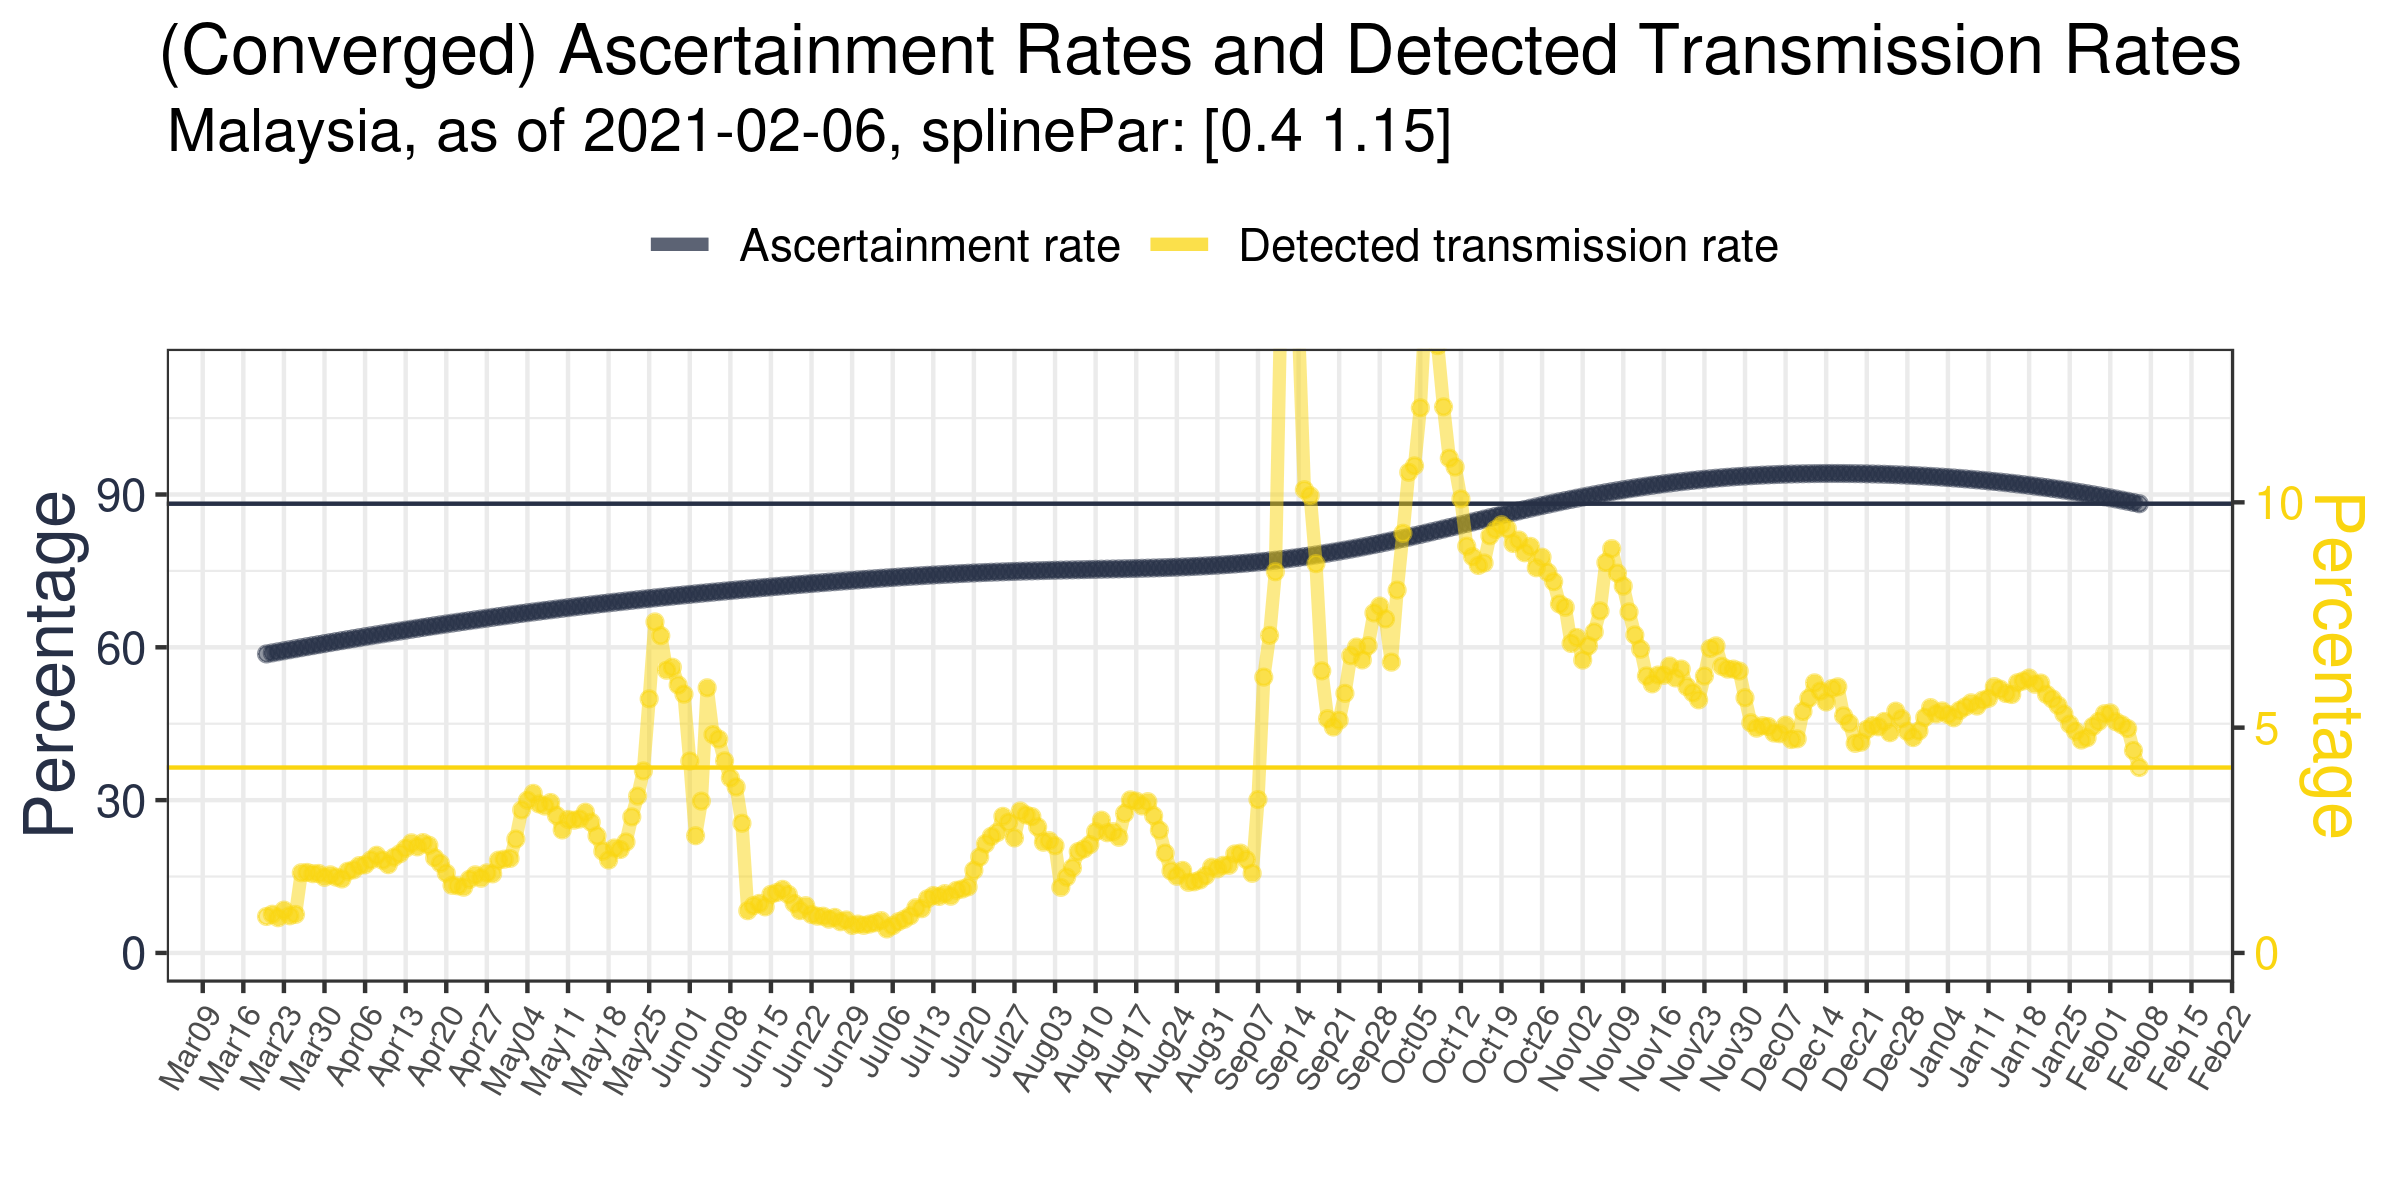 (Converged) Ascertainment Rates and Detected Transmission Rates
Malaysia, as of 2021-02-06, splinePar: [0.4 1.15]
Ascertainment rate Detected transmission rate
Percentage
90
60
30
0
10
5
0
Percentage
Mar09 Mar16 Mar23 Mar30 Apr06 Apr13 Apr20 Apr27 May04 May11 May18 May25 Jun01 Jun08 Jun15 Jun22 Jun29 Jul06 Jul13 Jul20 Jul27 Aug03 Aug10 Aug17 Aug24 Aug31 Sep07 Sep14 Sep21 Sep28 Oct05 Oct12 Oct19 Oct26 Nov02 Nov09 Nov16 Nov23 Nov30 Dec07 Dec14 Dec21 Dec28 Jan04 Jan11 Jan18 Jan25 Feb01 Feb08 Feb15 Feb22